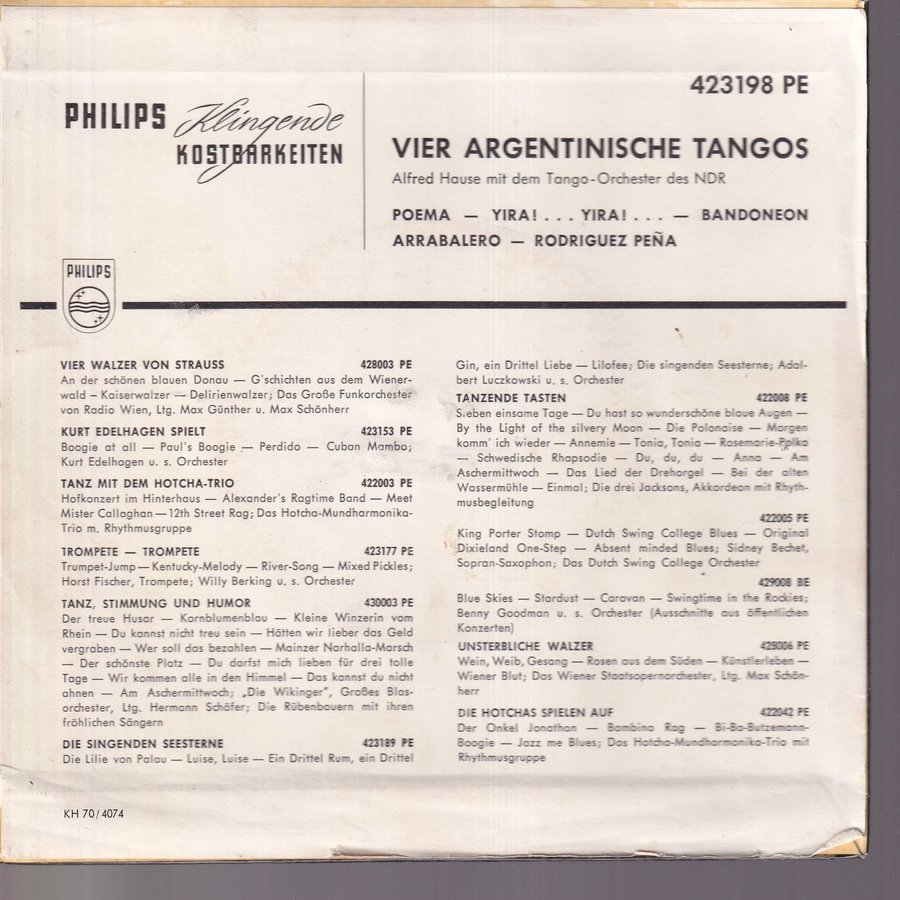 423198 PE
PHILIPS Klingende
KOSTBARKEITEN
VIER ARGENTINISCHE TANGOS
Alfred Hause mit dem Tango-Orchester des NDR
POEMA — YIRA! . . . YIRA! . . . — BANDONEON
ARRABALERO — RODRIGUEZ PEÑA
PHILIPS
VIER WALZER VON STRAUSS 428003 PE
An der schönen blauen Donau — G'schichten aus dem Wiener-
wald – Kaiserwalzer — Delirienwalzer; Das Große Funkorchester
von Radio Wien, Ltg. Max Günther u. Max Schönherr
KURT EDELHAGEN SPIELT 423153 PE
Boogie at all — Paul's Boogie — Perdido — Cuban Mambo;
Kurt Edelhagen u. s. Orchester
TANZ MIT DEM HOTCHA-TRIO 422003 PE
Hofkonzert im Hinterhaus — Alexander's Ragtime Band — Meet
Mister Callaghan — 12th Street Rag; Das Hotcha-Mundharmonika-
Trio m. Rhythmusgruppe
TROMPETE — TROMPETE 423177 PE
Trumpet-Jump — Kentucky-Melody — River-Song — Mixed Pickles;
Horst Fischer, Trompete; Willy Berking u. s. Orchester
TANZ, STIMMUNG UND HUMOR 430003 PE
Der treue Husar — Kornblumenblau — Kleine Winzerin vom
Rhein — Du kannst nicht treu sein — Hätten wir lieber das Geld
vergraben — Wer soll das bezahlen — Mainzer Narhalla-Marsch
— Der schönste Platz — Du darfst mich lieben für drei tolle
Tage — Wir kommen alle in den Himmel — Das kannst du nicht
ahnen — Am Aschermittwoch; „Die Wikinger", Großes Blas-
orchester, Ltg. Hermann Schäfer; Die Rübenbauern mit ihren
fröhlichen Sängern
DIE SINGENDEN SEESTERNE 423189 PE
Die Lilie von Palau — Luise, Luise — Ein Drittel Rum, ein Drittel
Gin, ein Drittel Liebe — Lilofee; Die singenden Seesterne; Adal-
bert Luczkowski u. s. Orchester
TANZENDE TASTEN 422008 PE
Sieben einsame Tage — Du hast so wunderschöne blaue Augen —
By the Light of the silvery Moon — Die Polonaise — Morgen
komm' ich wieder — Annemie — Tonia, Tonia — Rosemarie-Polka
— Schwedische Rhapsodie — Du, du, du — Anna — Am
Aschermittwoch — Das Lied der Drehorgel — Bei der alten
Wassermühle — Einmal; Die drei Jacksons, Akkordeon mit Rhyth-
musbegleitung
422005 PE
King Porter Stomp — Dutch Swing College Blues — Original
Dixieland One-Step — Absent minded Blues; Sidney Bechet,
Sopran-Saxophon; Das Dutch Swing College Orchester
429008 BE
Blue Skies — Stardust — Caravan — Swingtime in the Rockies;
Benny Goodman u. s. Orchester (Ausschnitte aus öffentlichen
Konzerten)
UNSTERBLICHE WALZER 428006 PE
Wein, Weib, Gesang — Rosen aus dem Süden — Künstlerleben —
Wiener Blut; Das Wiener Staatsopernorchester, Ltg. Max Schön-
herr
DIE HOTCHAS SPIELEN AUF 422042 PE
Der Onkel Jonathan — Bambino Rag — Bi-Ba-Butzemann-
Boogie — Jazz me Blues; Das Hotcha-Mundharmonika-Trio mit
Rhythmusgruppe
KH 70/4074